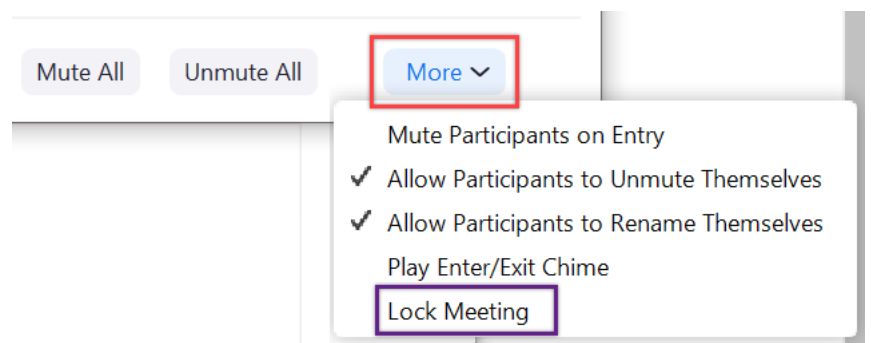 Mute All Unmute All More
Mute Participants on Entry
✓ Allow Participants to Unmute Themselves
✓ Allow Participants to Rename Themselves
Play Enter/Exit Chime
Lock Meeting